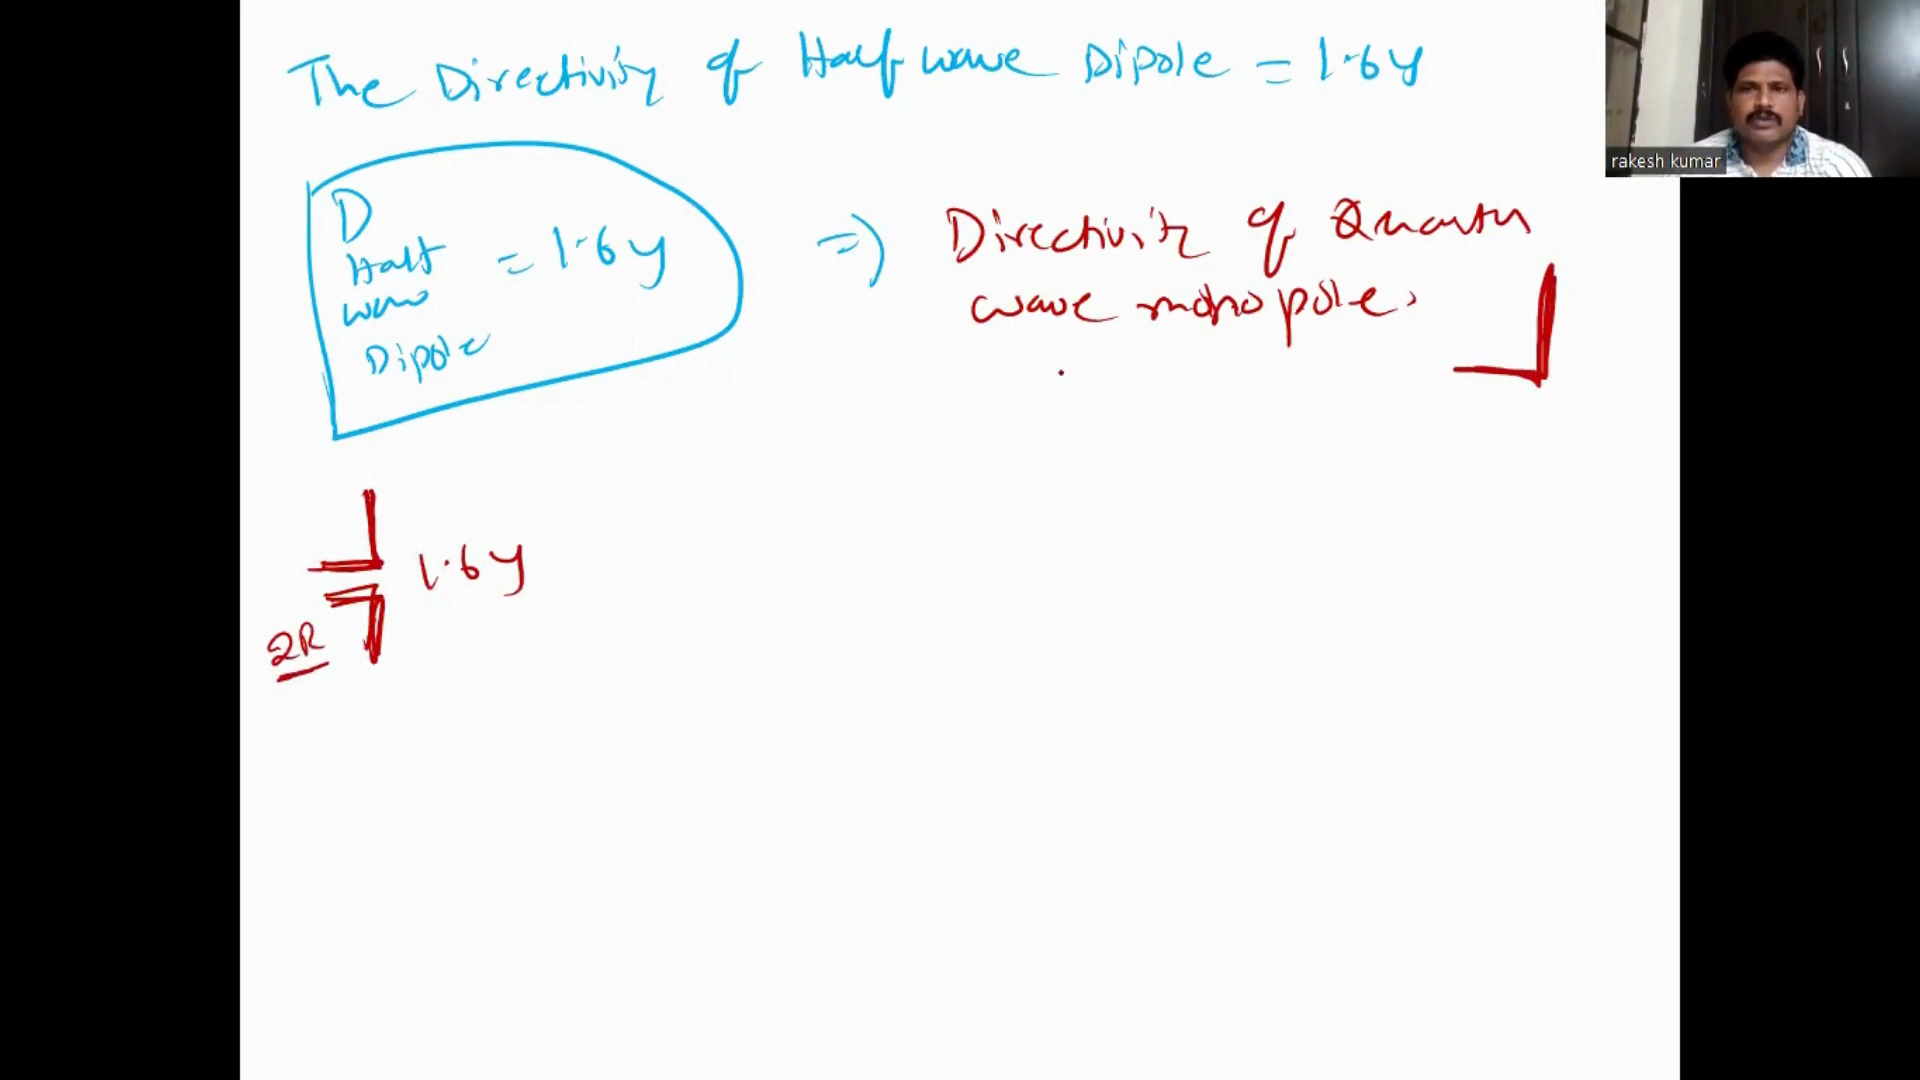 The Directivity of Half wave Dipole = 1.64
rakesh kumar
D Half wave Dipole = 1.64
=> Directivity of Quarter
wave monopole.
1.64
2R